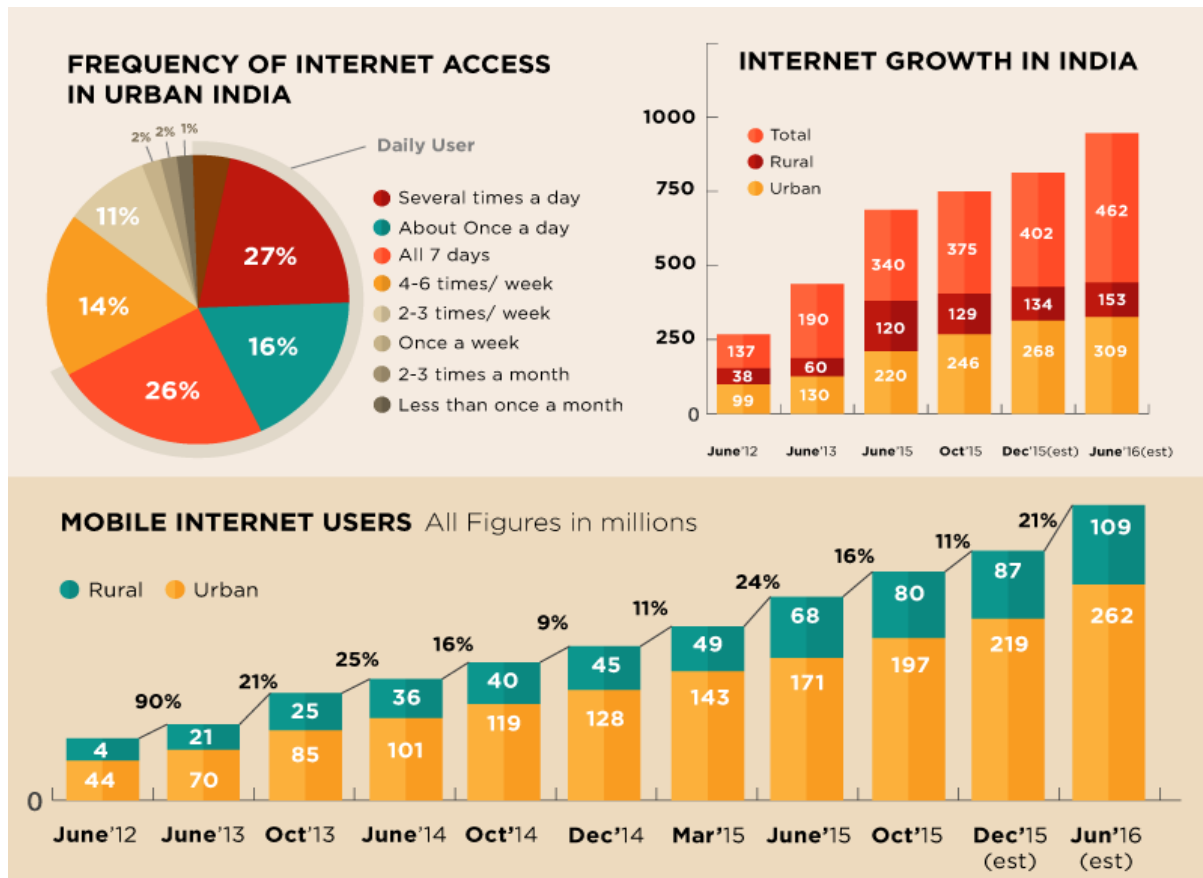 FREQUENCY OF INTERNET ACCESS
IN URBAN INDIA
2%
2%
1%
Daily User
27%
16%
26%
14%
11%
Several times a day
About Once a day
All 7 days
4-6 times/ week
2-3 times/ week
Once a week
2-3 times a month
Less than once a month
INTERNET GROWTH IN INDIA
1000
750
500
250
0
Total
Rural
Urban
137
38
99
190
60
130
340
120
220
375
129
246
402
134
268
462
153
309
June'12
June'13
June'15
Oct'15
Dec'15(est)
June'16(est)
MOBILE INTERNET USERS All Figures in millions
Rural
Urban
90%
21%
25%
16%
9%
11%
24%
16%
11%
21%
4
44
21
70
25
85
36
101
40
119
45
128
49
143
68
171
80
197
87
219
109
262
0
June'12
June'13
Oct'13
June'14
Oct'14
Dec'14
Mar'15
June'15
Oct'15
Dec'15
(est)
Jun'16
(est)